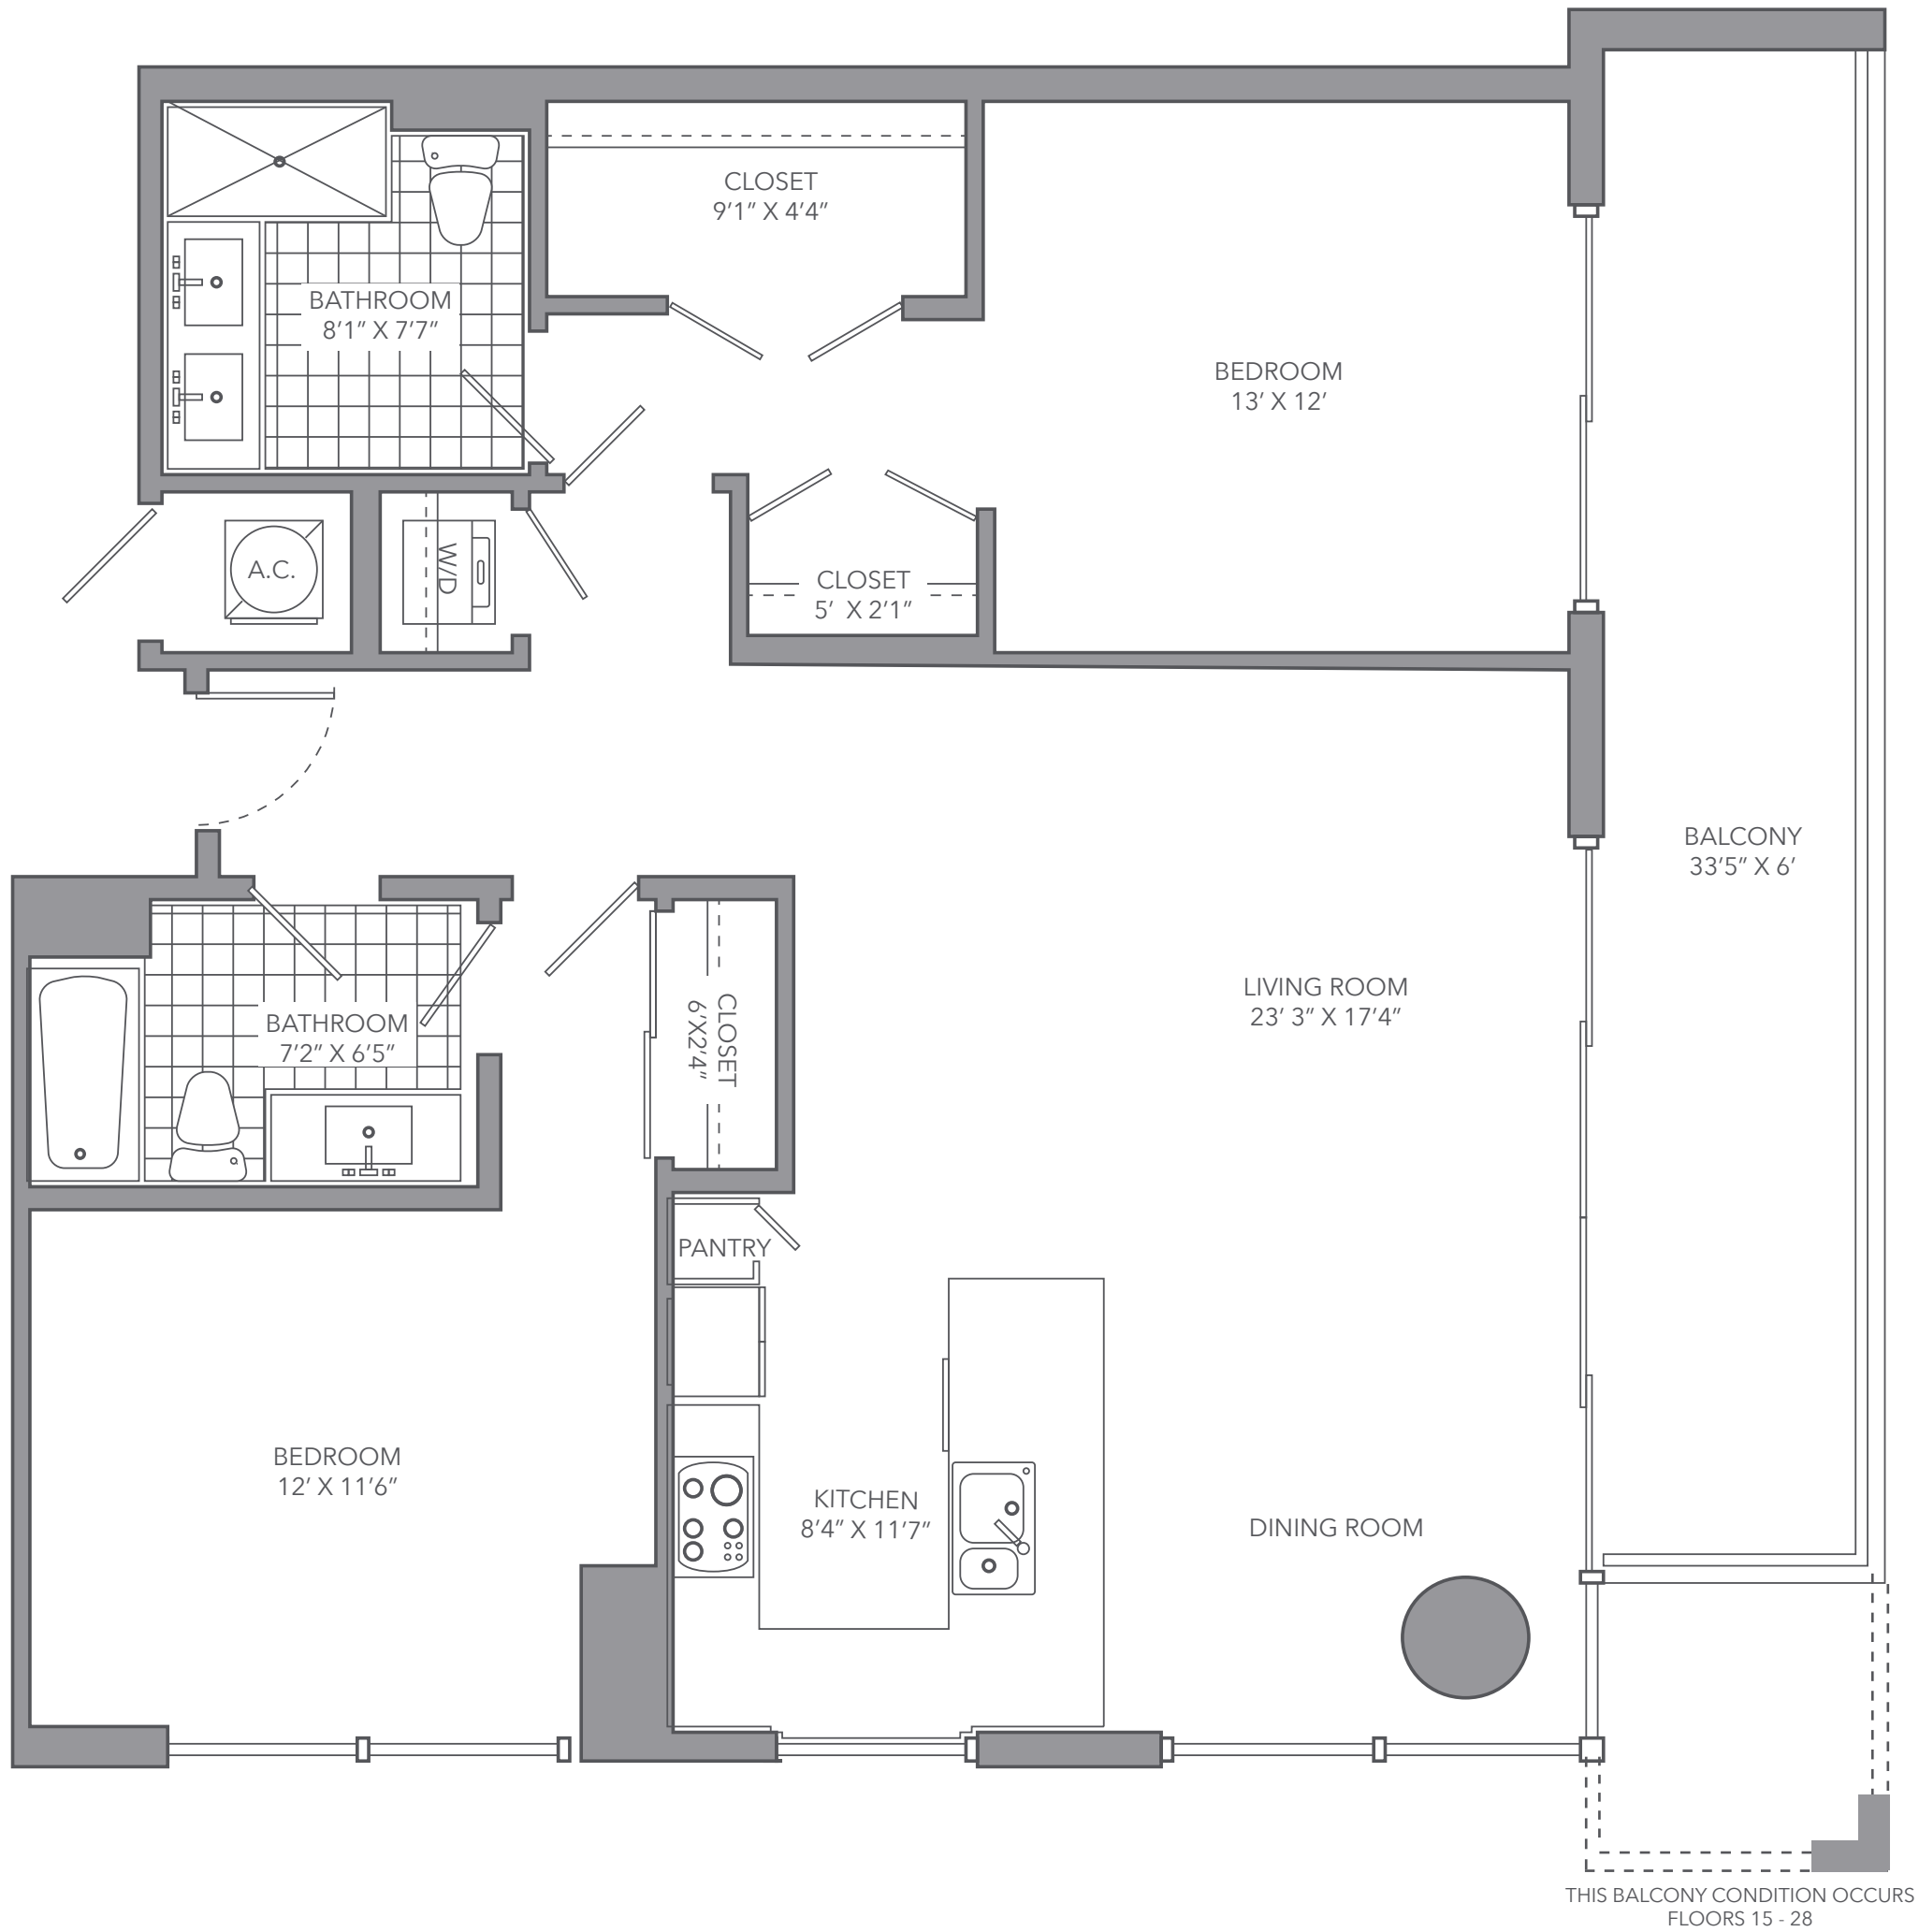 CLOSET
9'1” X 4'4”
BATHROOM
8'1” X 7'7”
BEDROOM
13' X 12'
A.C.
W/D
CLOSET
5'  X 2'1”
BALCONY
33'5” X 6'
LIVING ROOM
23' 3” X 17'4”
BATHROOM
7'2” X 6'5”
CLOSET
6'X2'4”
PANTRY
BEDROOM
12' X 11'6”
KITCHEN
8'4” X 11'7”
DINING ROOM
THIS BALCONY CONDITION OCCURS
FLOORS 15 - 28